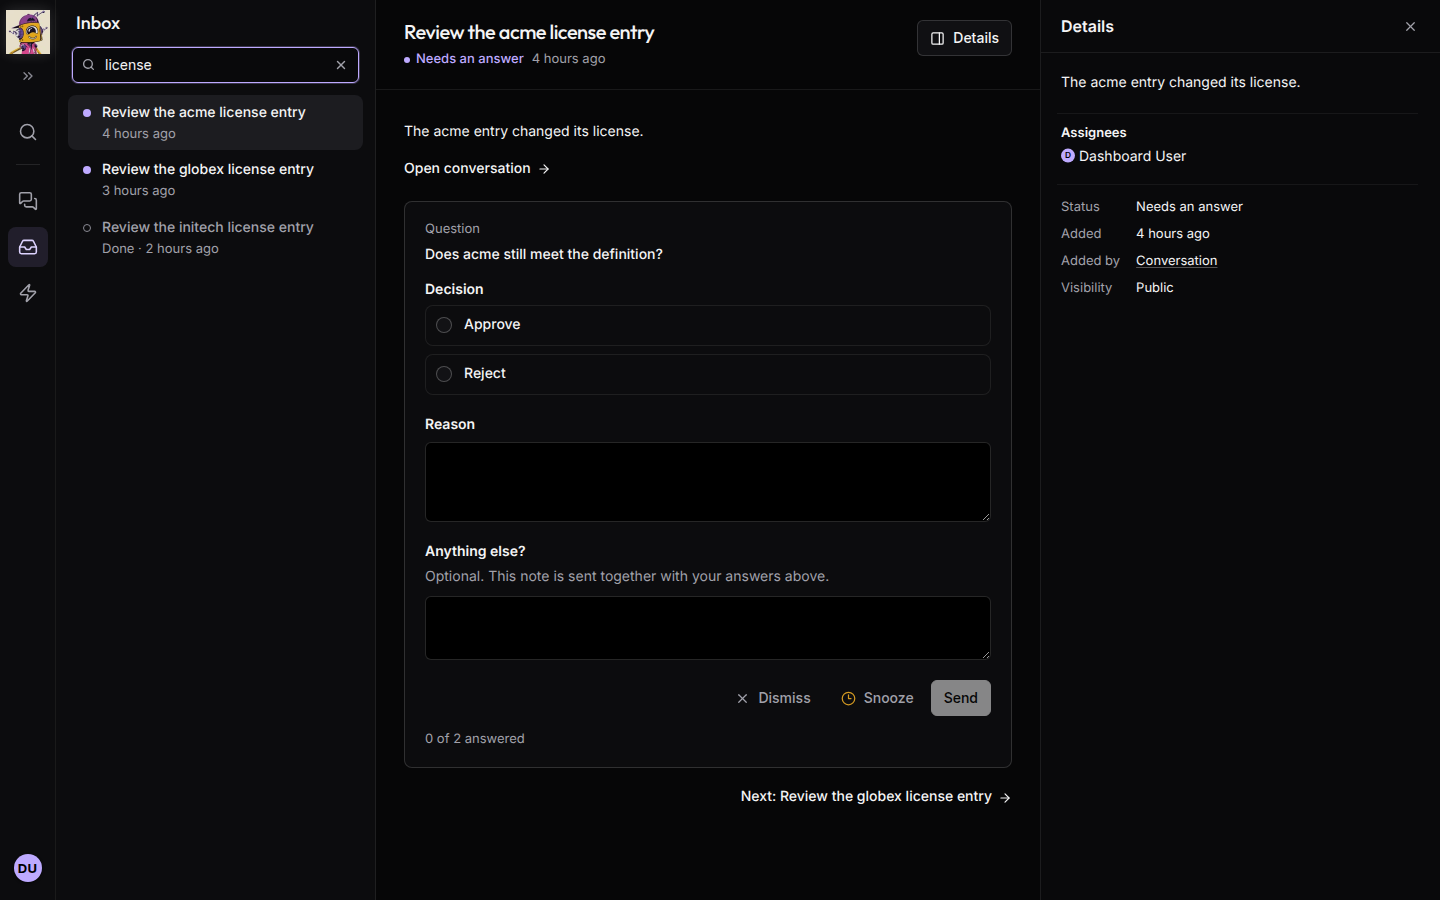 Inbox
license
Review the acme license entry
4 hours ago
Review the globex license entry
3 hours ago
Review the initech license entry
Done · 2 hours ago
DU
Review the acme license entry
Needs an answer 4 hours ago
Details
The acme entry changed its license.
Open conversation →
Question
Does acme still meet the definition?
Decision
Approve
Reject
Reason
Anything else?
Optional. This note is sent together with your answers above.
Dismiss
Snooze
Send
0 of 2 answered
Next: Review the globex license entry →
Details
The acme entry changed its license.
Assignees
D Dashboard User
Status Needs an answer
Added 4 hours ago
Added by Conversation
Visibility Public